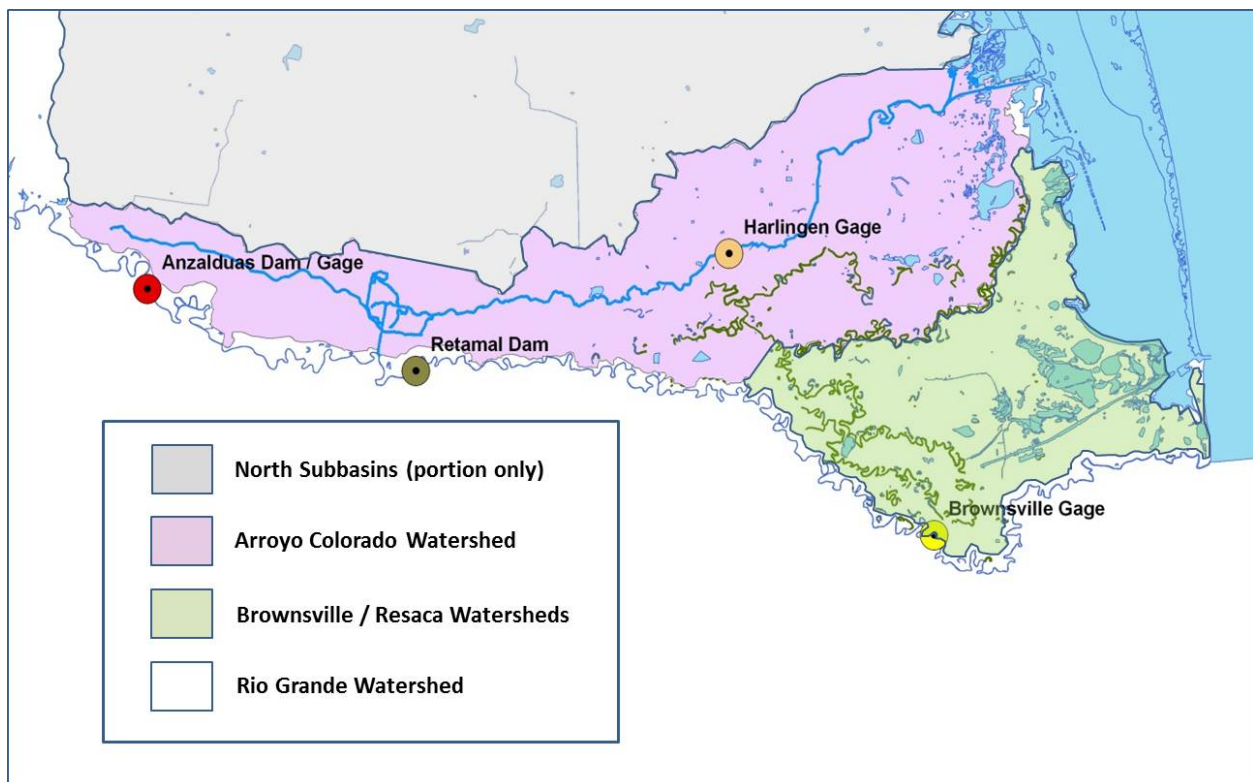 Harlingen Gage
Anzalduas Dam / Gage
Retamal Dam
Brownsville Gage
North Subbasins (portion only)
Arroyo Colorado Watershed
Brownsville / Resaca Watersheds
Rio Grande Watershed